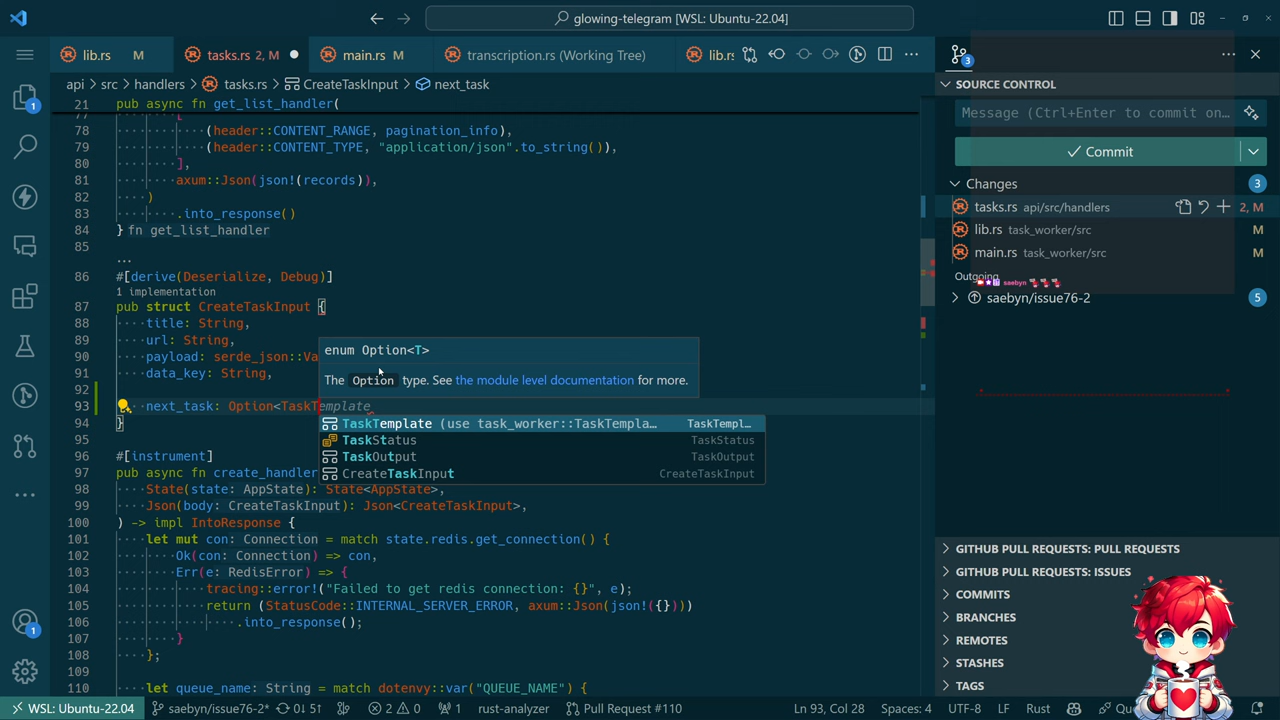 glowing-telegram [WSL: Ubuntu-22.04]
lib.rs M
tasks.rs 2, M
main.rs M
transcription.rs (Working Tree)
lib.rs
3
api > src > handlers > tasks.rs > CreateTaskInput > next_task
SOURCE CONTROL
Message (Ctrl+Enter to commit on...
Commit
Changes 3
tasks.rs api/src/handlers 2, M
lib.rs task_worker/src M
main.rs task_worker/src M
Outgoing
saebyn
saebyn/issue76-2 5
21 pub async fn get_list_handler(
77 [
78 (header::CONTENT_RANGE, pagination_info),
79 (header::CONTENT_TYPE, "application/json".to_string()),
80 ],
81 axum::Json(json!(records)),
82 )
83 .into_response()
84 } fn get_list_handler
85
...
86 #[derive(Deserialize, Debug)]
1 implementation
87 pub struct CreateTaskInput {
88 title: String,
89 url: String,
90 payload: serde_json::Va
91 data_key: String,
92
93 next_task: Option<TaskTemplate
94 }
95
96 #[instrument]
97 pub async fn create_handler
98 State(state: AppState): State<AppState>,
99 Json(body: CreateTaskInput): Json<CreateTaskInput>,
100 ) -> impl IntoResponse {
101 let mut con: Connection = match state.redis.get_connection() {
102 Ok(con: Connection) => con,
103 Err(e: RedisError) => {
104 tracing::error!("Failed to get redis connection: {}", e);
105 return (StatusCode::INTERNAL_SERVER_ERROR, axum::Json(json!({})))
106 .into_response();
107 }
108 };
109
110 let queue_name: String = match dotenvy::var("QUEUE_NAME") {
enum Option<T>
The Option type. See the module level documentation for more.
TaskTemplate (use task_worker::TaskTempla... TaskTempl...
TaskStatus TaskStatus
TaskOutput TaskOutput
CreateTaskInput CreateTaskInput
1
1
GITHUB PULL REQUESTS: PULL REQUESTS
GITHUB PULL REQUESTS: ISSUES
COMMITS
BRANCHES
REMOTES
STASHES
TAGS
WSL: Ubuntu-22.04 saebyn/issue76-2* 0↓ 5↑ 2 0 1 rust-analyzer Pull Request #110 Ln 93, Col 28 Spaces: 4 UTF-8 LF Rust